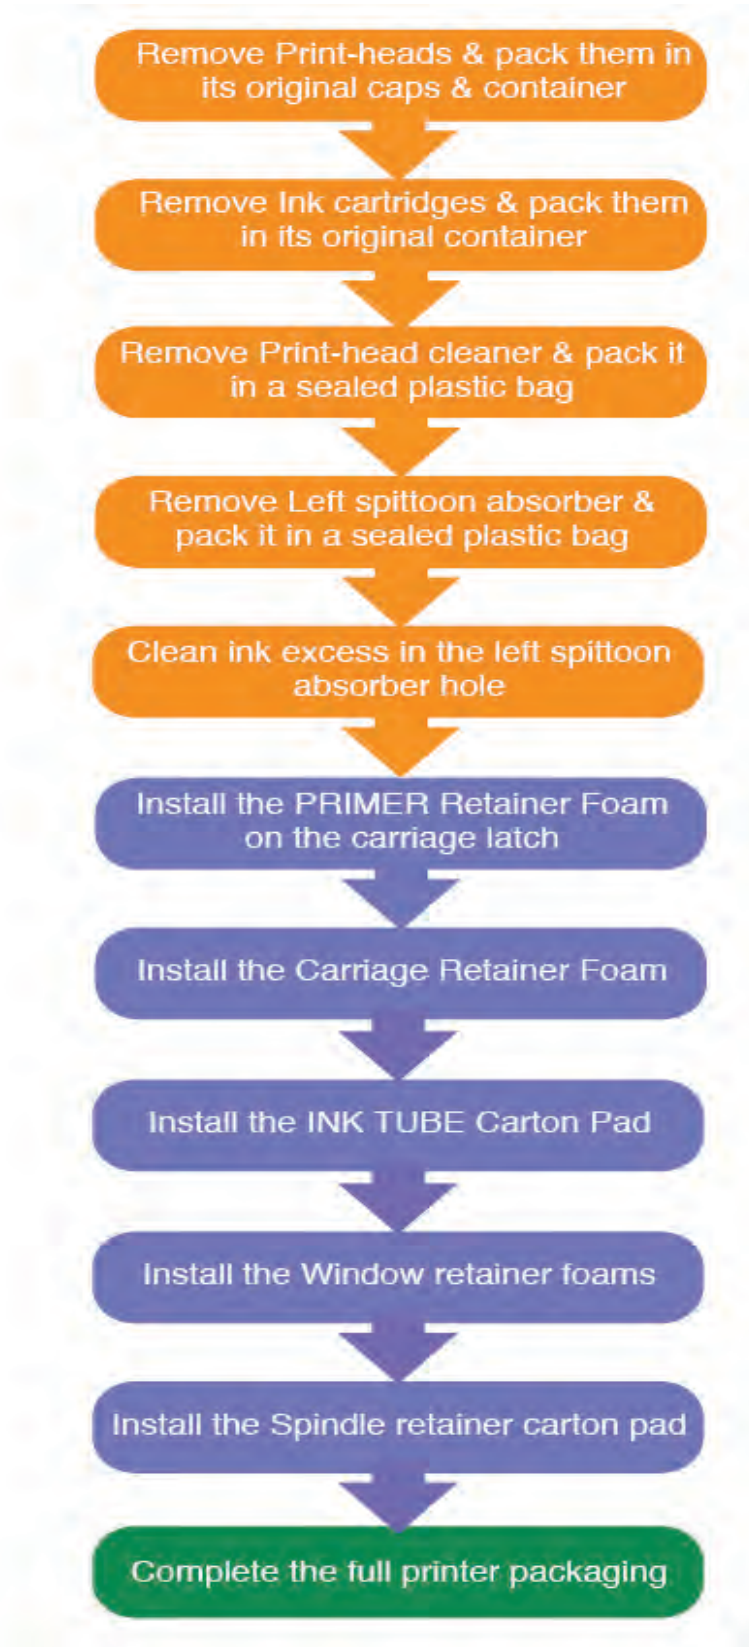 Remove Print-heads & pack them in
its original caps & container
Remove Ink cartridges & pack them
in its original container
Remove Print-head cleaner & pack it
in a sealed plastic bag
Remove Left spittoon absorber &
pack it in a sealed plastic bag
Clean ink excess in the left spittoon
absorber hole
Install the PRIMER Retainer Foam
on the carriage latch
Install the Carriage Retainer Foam
Install the INK TUBE Carton Pad
Install the Window retainer foams
Install the Spindle retainer carton pad
Complete the full printer packaging